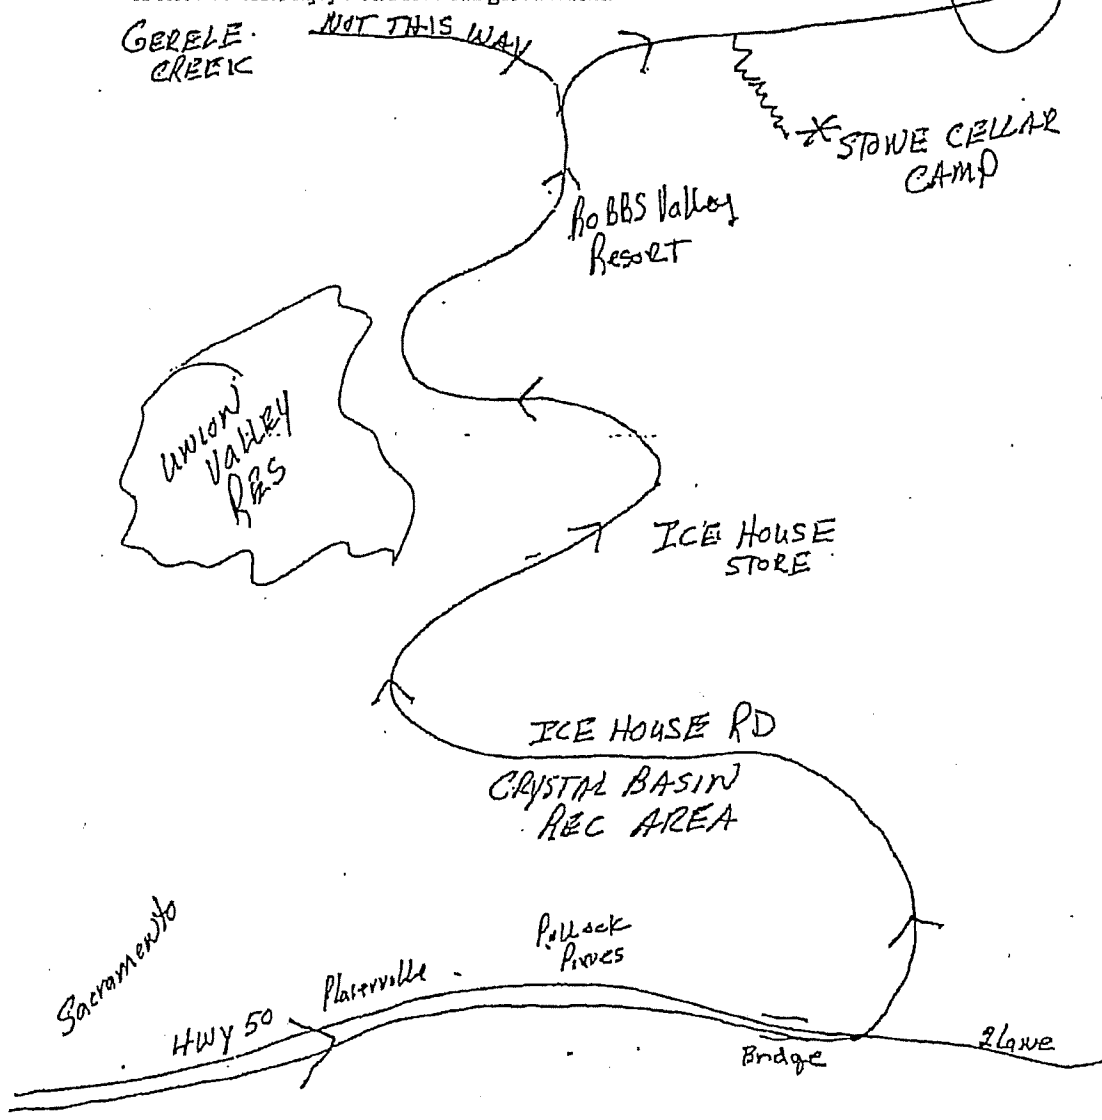 GERELE
CREEK
NOT THIS WAY
STONE CELLAR
CAMP
ROBBS Valley
Resort
UNION
VALLEY
RES
ICE HOUSE
STORE
ICE HOUSE RD
CRYSTAL BASIN
REC AREA
Sacramento
Pollock
Pines
Placerville
HWY 50
Bridge
2 Lane